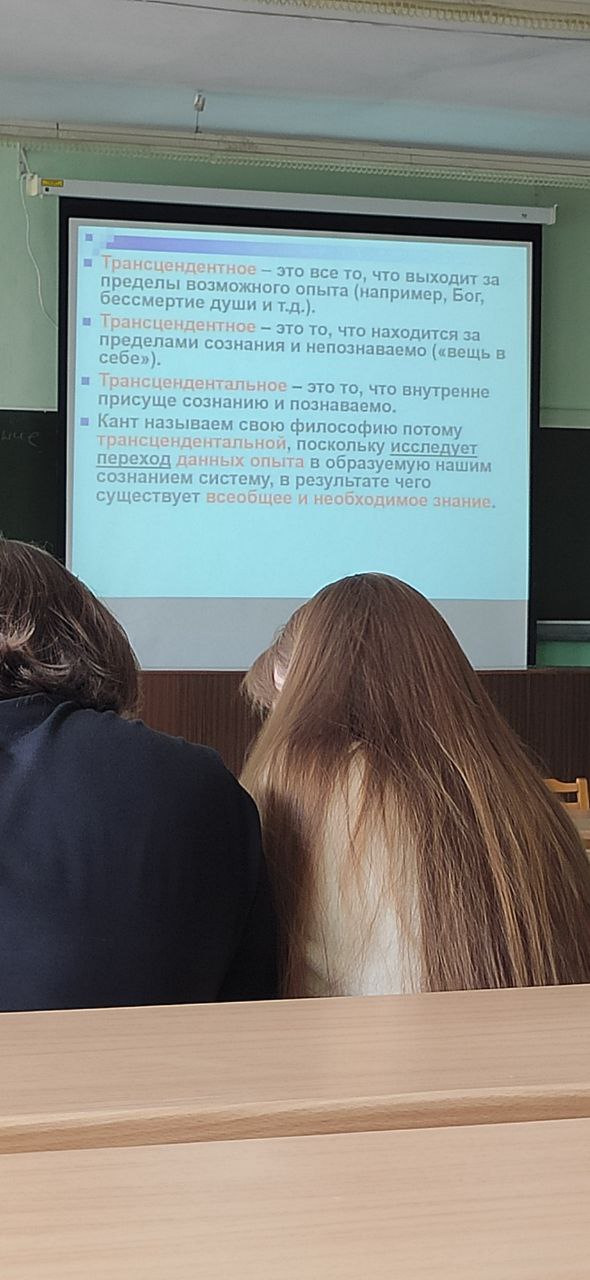 Трансцендентное – это все то, что выходит за
пределы возможного опыта (например, Бог,
бессмертие души и т.д.).
Трансцендентное – это то, что находится за
пределами сознания и непознаваемо («вещь в
себе»).
Трансцендентальное – это то, что внутренне
присуще сознанию и познаваемо.
Кант называем свою философию потому
трансцендентальной, поскольку исследует
переход данных опыта в образуемую нашим
сознанием систему, в результате чего
существует всеобщее и необходимое знание.